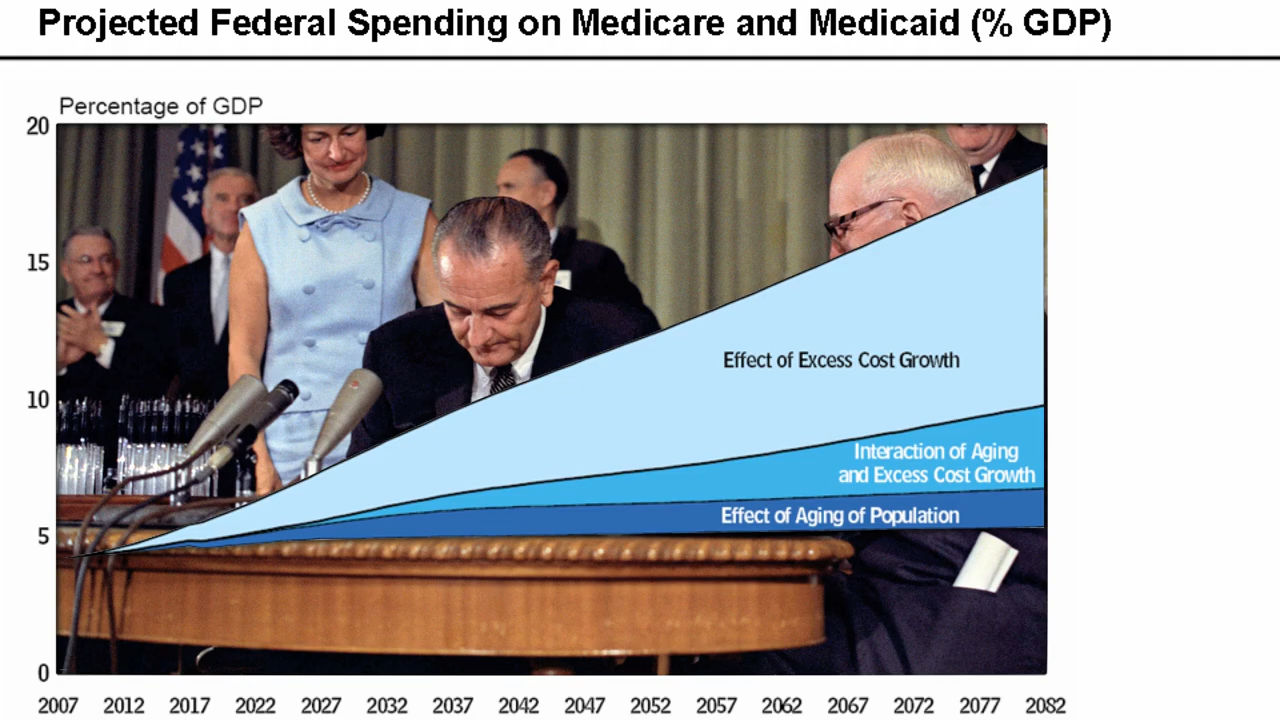 Projected Federal Spending on Medicare and Medicaid (% GDP)
Percentage of GDP
20
15
10
5
0
Effect of Excess Cost Growth
Interaction of Aging
and Excess Cost Growth
Effect of Aging of Population
2007 2012 2017 2022 2027 2032 2037 2042 2047 2052 2057 2062 2067 2072 2077 2082